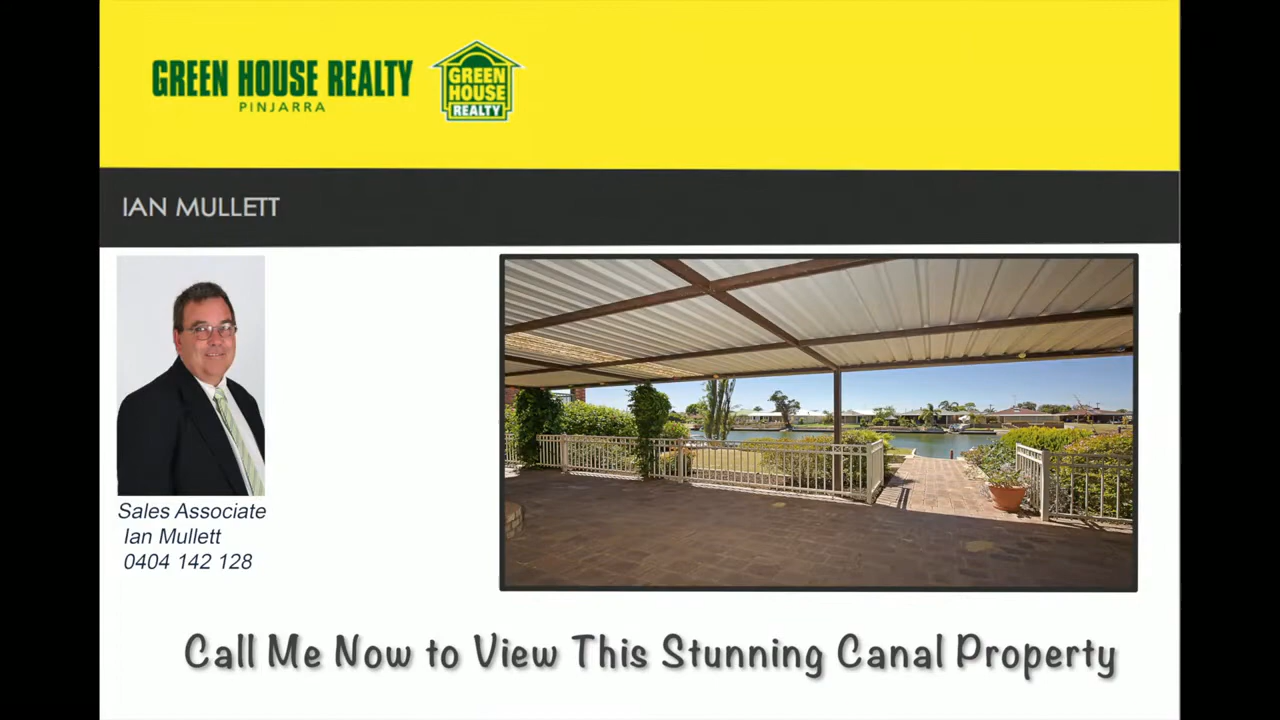 GREEN HOUSE REALTY
PINJARRA
GREEN
HOUSE
REALTY
IAN MULLETT
Sales Associate
Ian Mullett
0404 142 128
Call Me Now to View This Stunning Canal Property